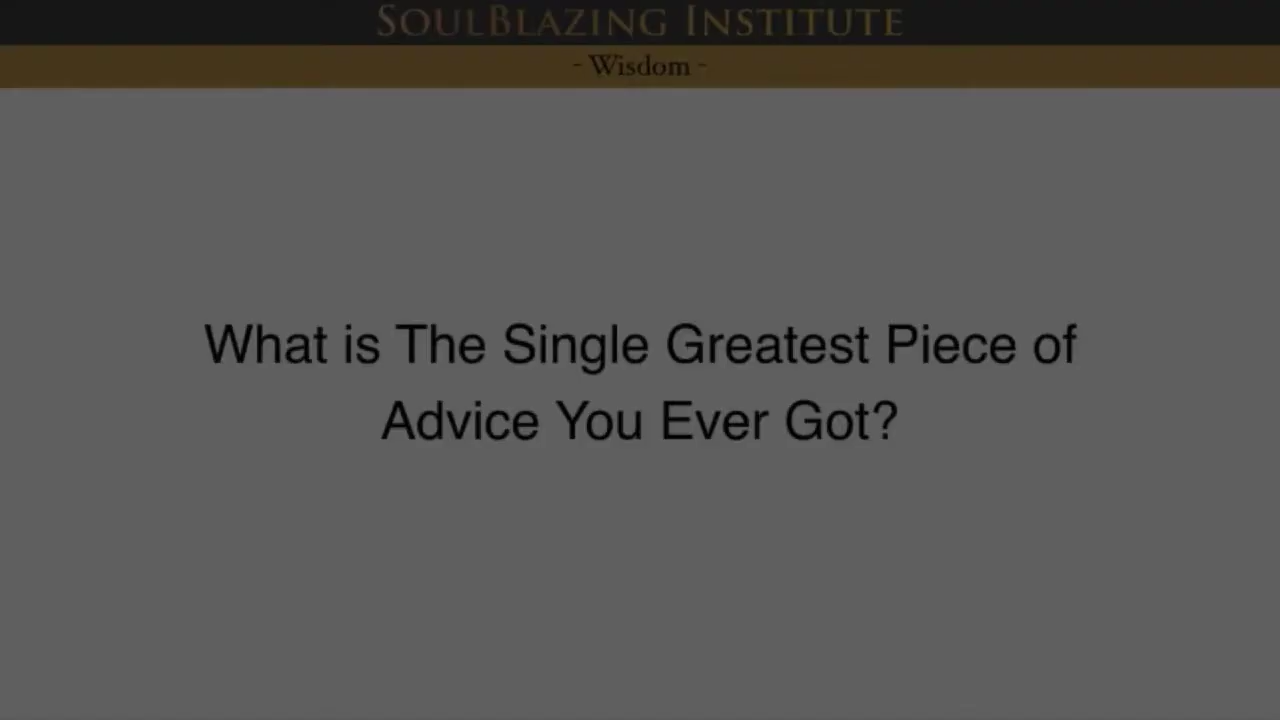 SoulBlazing Institute
- Wisdom -
What is The Single Greatest Piece of
Advice You Ever Got?